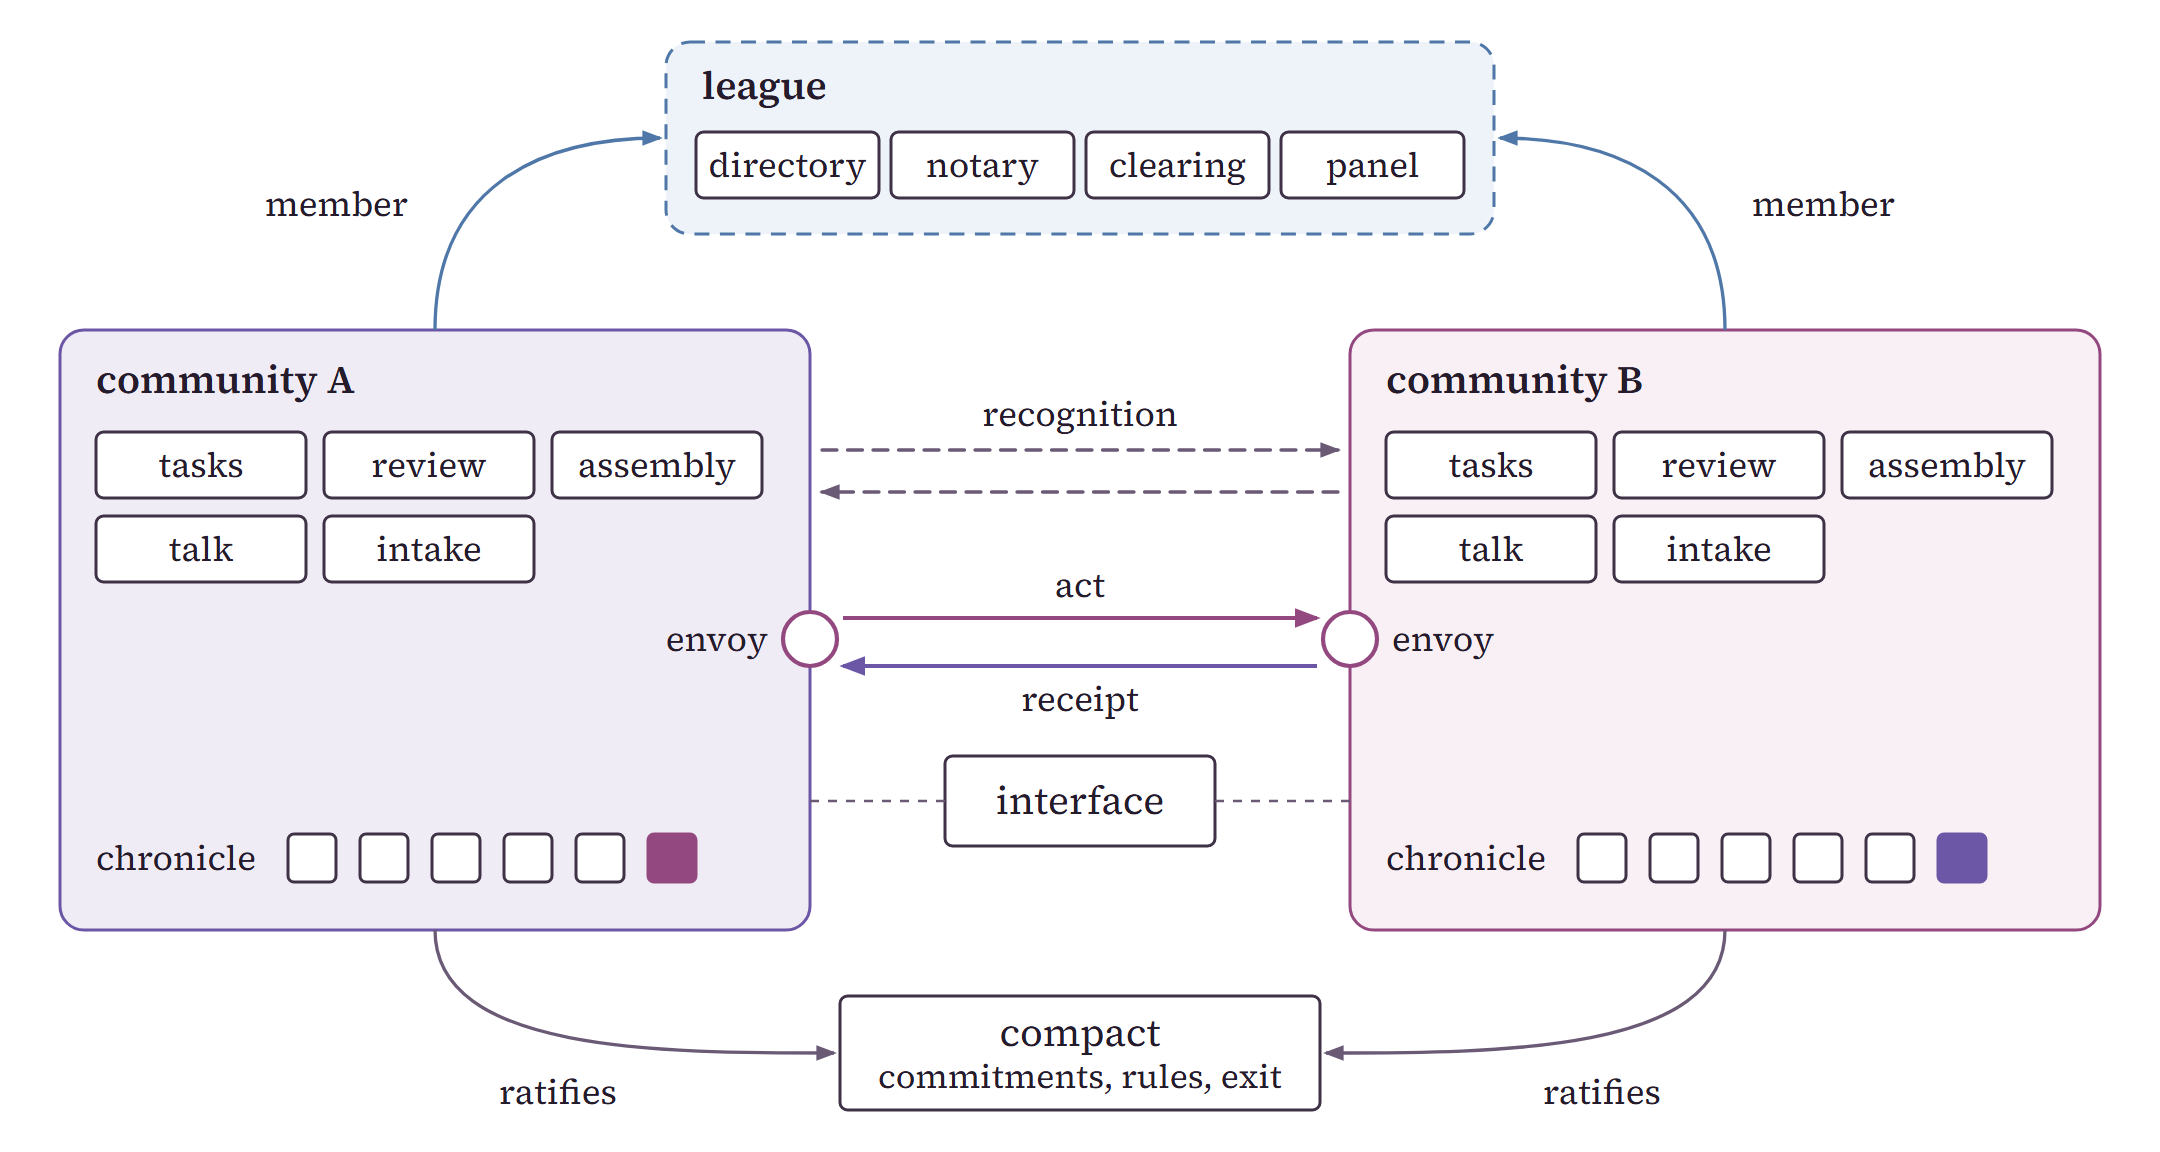 league
directory notary clearing panel
member member
community A
tasks review assembly
talk intake
envoy
chronicle
recognition
act
receipt
interface
community B
tasks review assembly
talk intake
envoy
chronicle
compact
commitments, rules, exit
ratifies ratifies